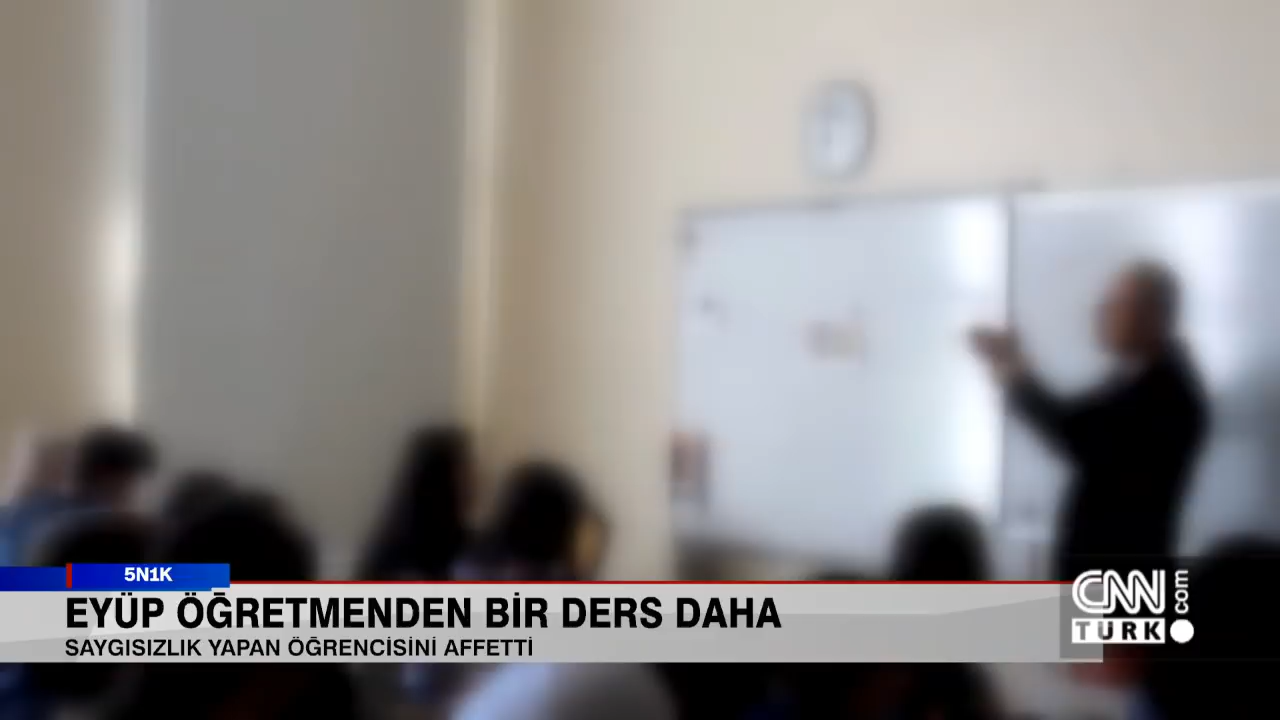 5N1K
EYÜP ÖĞRETMENDEN BİR DERS DAHA
SAYGISIZLIK YAPAN ÖĞRENCİSİNİ AFFETTİ
CNN
TÜRK
.com